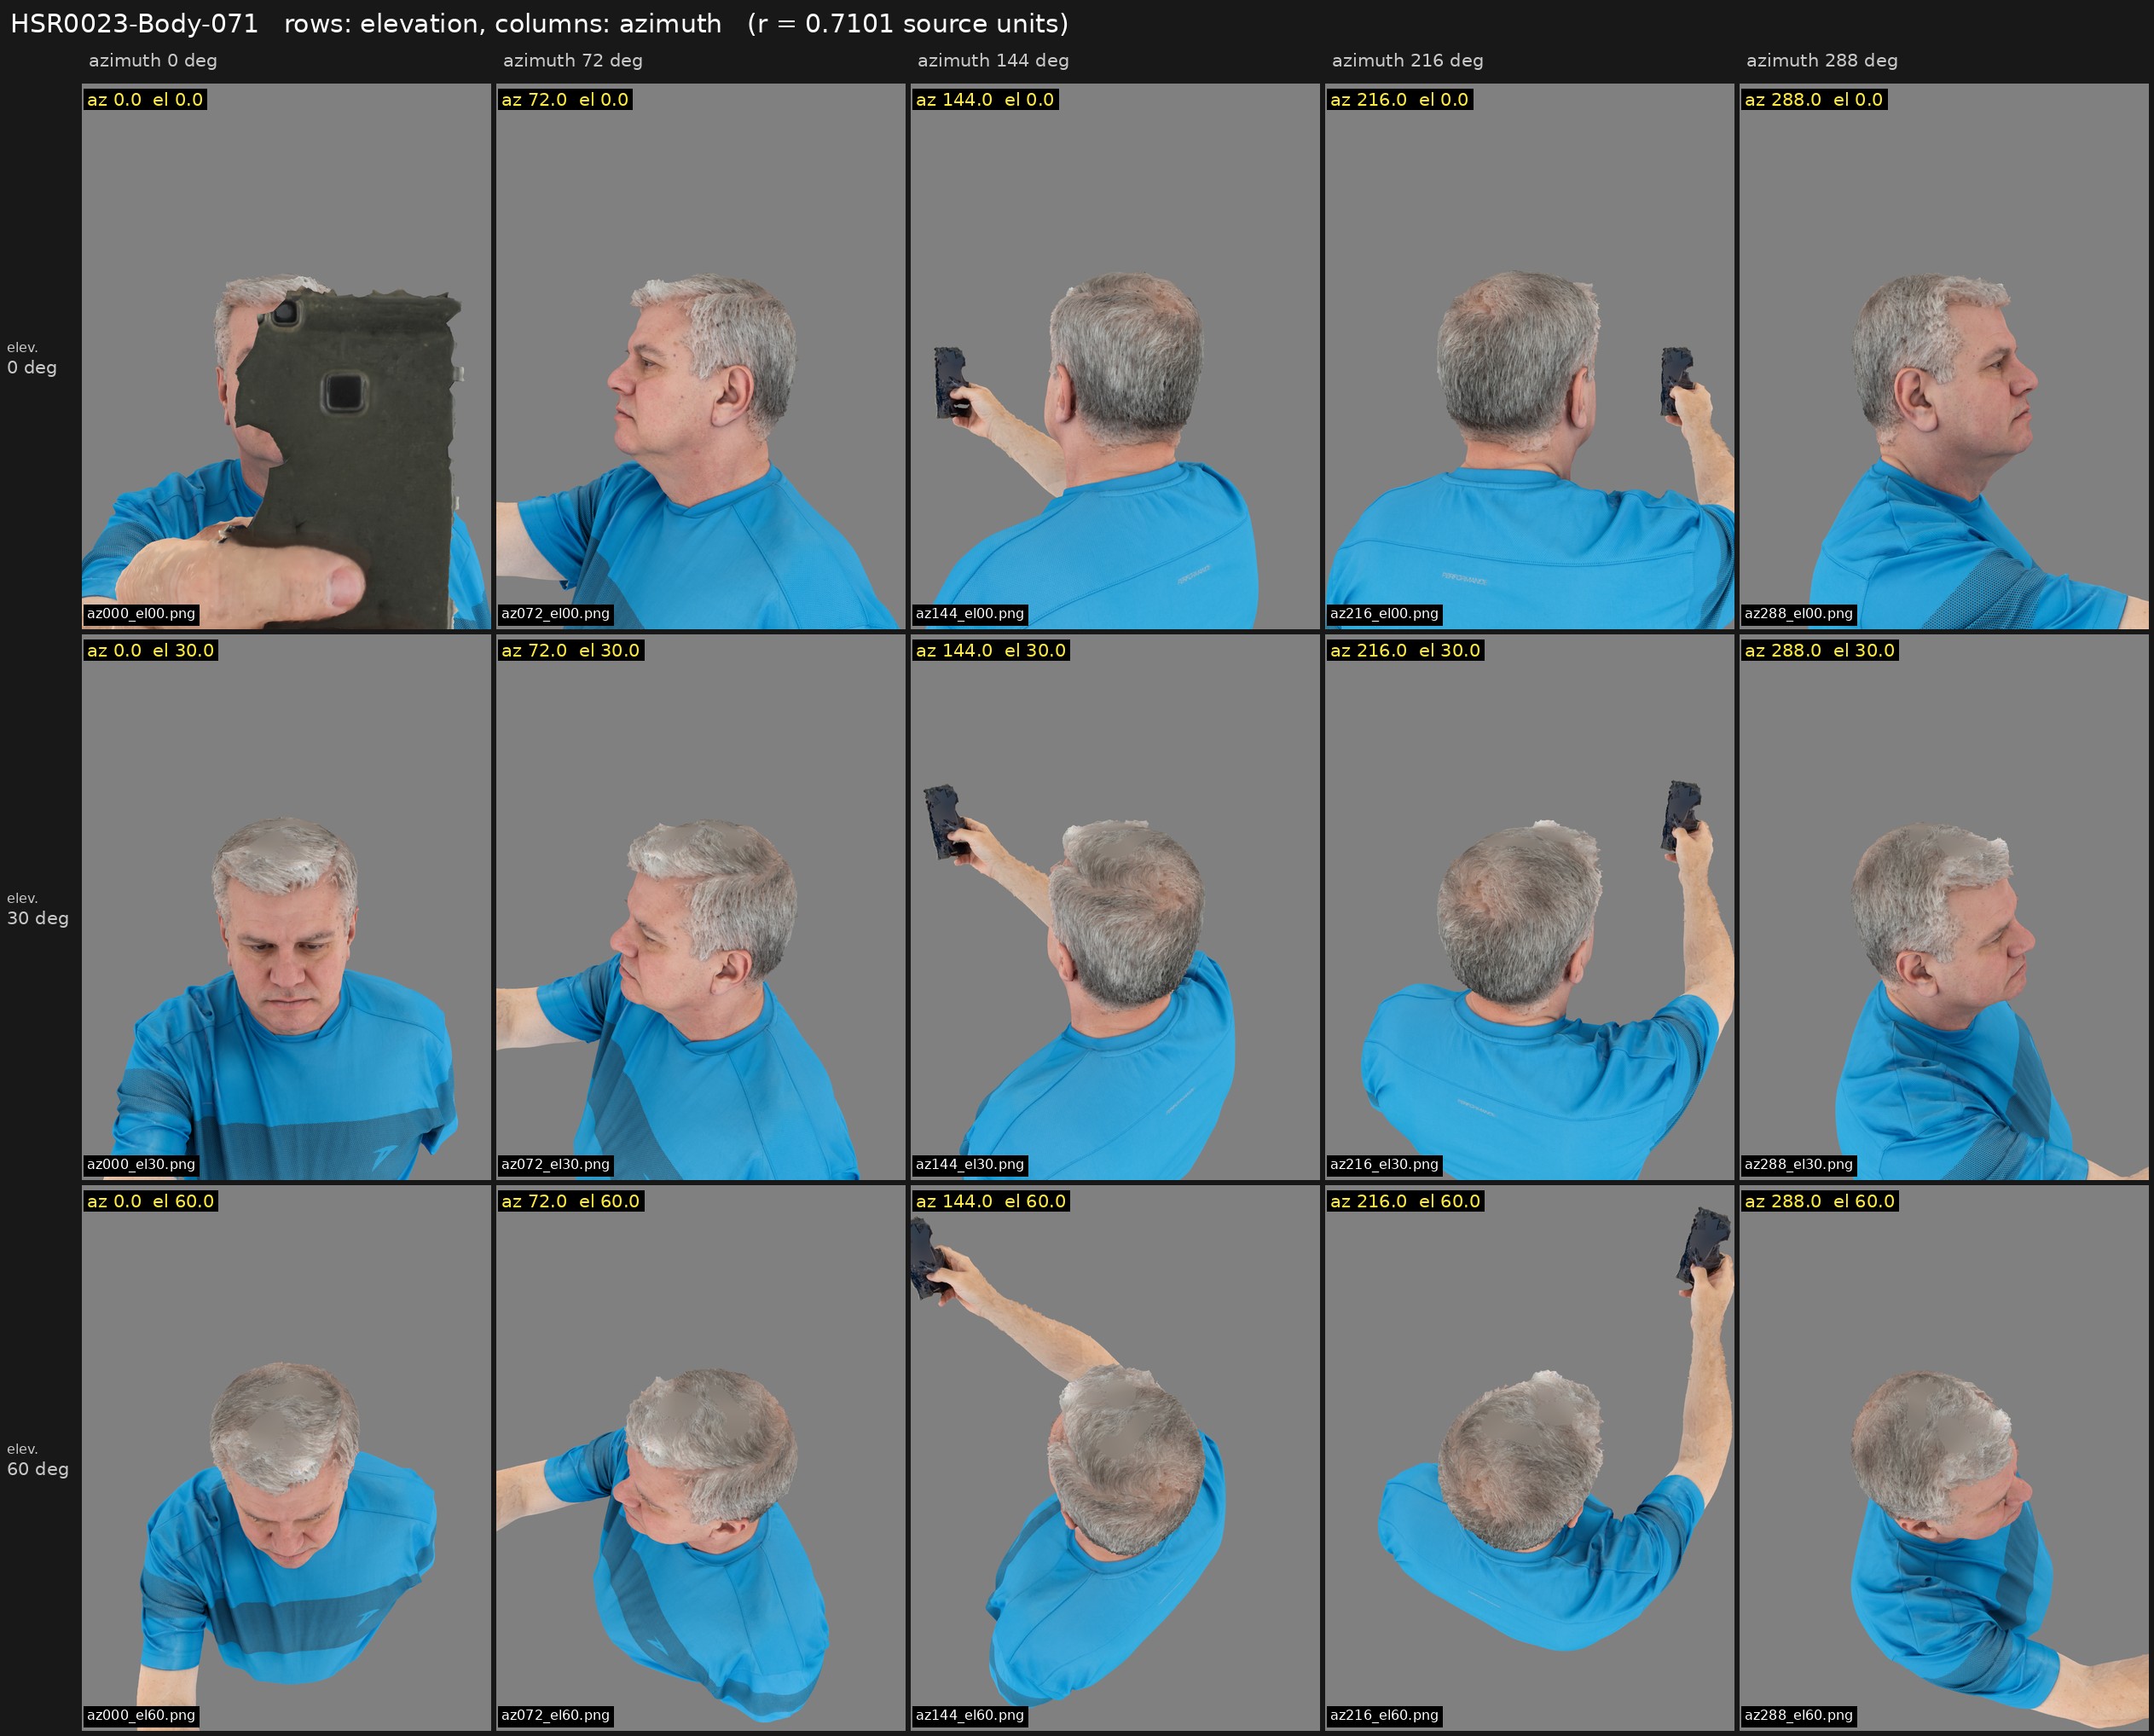 HSR0023-Body-071   rows: elevation, columns: azimuth   (r = 0.7101 source units)
azimuth 0 deg
azimuth 72 deg
azimuth 144 deg
azimuth 216 deg
azimuth 288 deg
elev.
0 deg
az 0.0  el 0.0
az 72.0  el 0.0
az 144.0  el 0.0
az 216.0  el 0.0
az 288.0  el 0.0
PERFORMANCE
PERFORMANCE
az000_el00.png
az072_el00.png
az144_el00.png
az216_el00.png
az288_el00.png
elev.
30 deg
az 0.0  el 30.0
az 72.0  el 30.0
az 144.0  el 30.0
az 216.0  el 30.0
az 288.0  el 30.0
az000_el30.png
az072_el30.png
az144_el30.png
az216_el30.png
az288_el30.png
elev.
60 deg
az 0.0  el 60.0
az 72.0  el 60.0
az 144.0  el 60.0
az 216.0  el 60.0
az 288.0  el 60.0
az000_el60.png
az072_el60.png
az144_el60.png
az216_el60.png
az288_el60.png